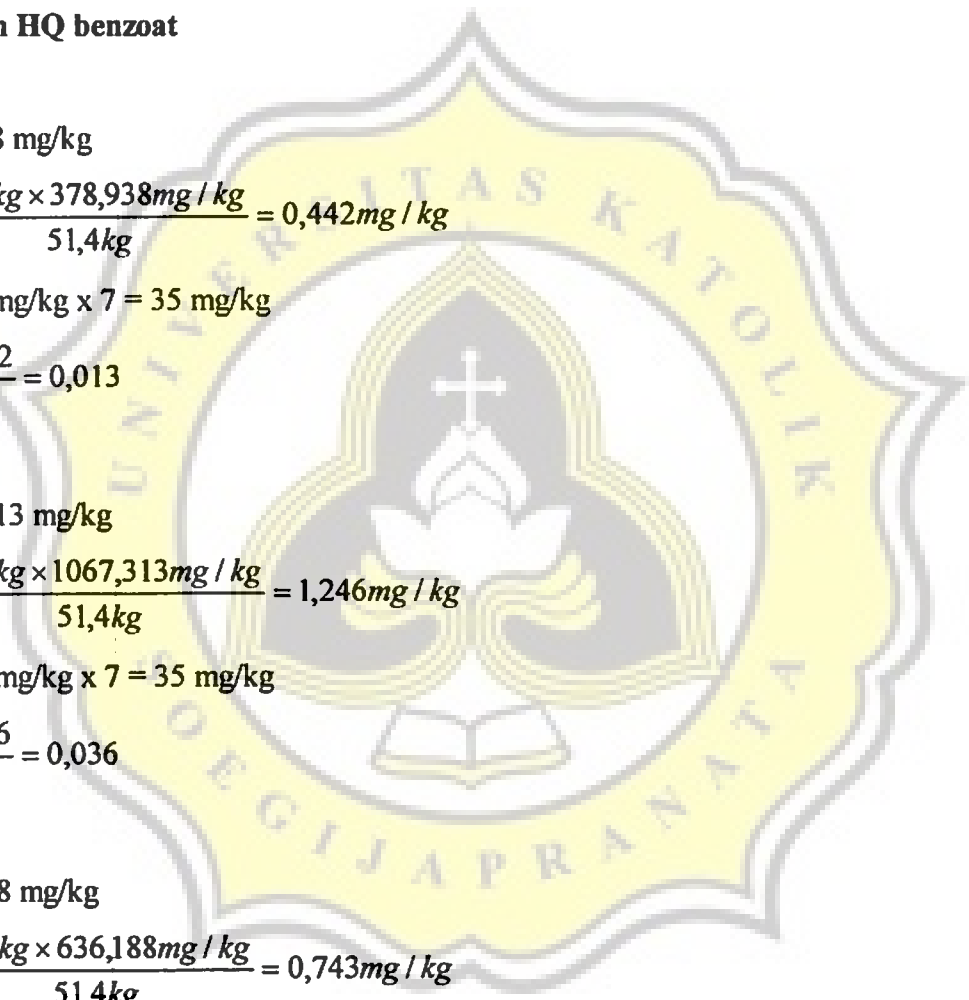 n HQ benzoat
8 mg/kg
kg × 378,938mg / kg
51,4kg
= 0,442mg / kg
mg/kg x 7 = 35 mg/kg
2
= 0,013
13 mg/kg
kg × 1067,313mg / kg
51,4kg
= 1,246mg / kg
mg/kg x 7 = 35 mg/kg
6
= 0,036
8 mg/kg
kg × 636,188mg / kg
51,4kg
= 0,743mg / kg
UNIVERSITAS KATOLIK
SOEGIJAPRANATA